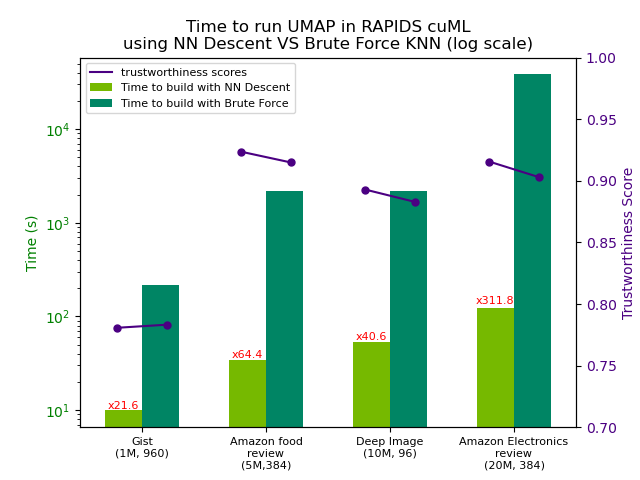 Time to run UMAP in RAPIDS cuML
using NN Descent VS Brute Force KNN (log scale)
trustworthiness scores
Time to build with NN Descent
Time to build with Brute Force
Time (s)
10^4
10^3
10^2
10^1
1.00
0.95
0.90
0.85
0.80
0.75
0.70
Trustworthiness Score
x21.6
x64.4
x40.6
x311.8
Gist
(1M, 960)
Amazon food
review
(5M,384)
Deep Image
(10M, 96)
Amazon Electronics
review
(20M, 384)